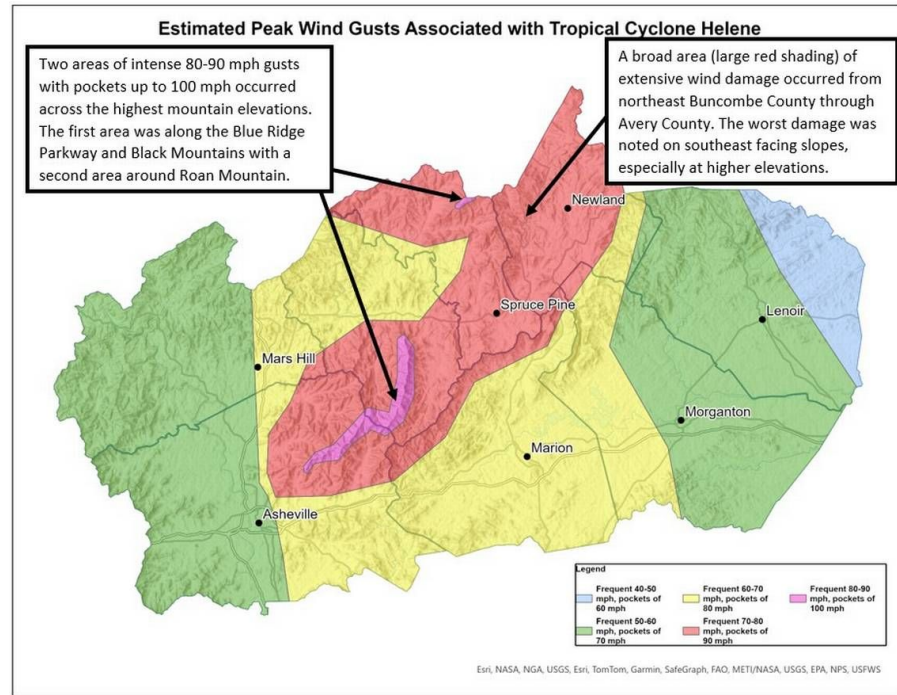 Estimated Peak Wind Gusts Associated with Tropical Cyclone Helene
Two areas of intense 80-90 mph gusts
with pockets up to 100 mph occurred
across the highest mountain elevations.
The first area was along the Blue Ridge
Parkway and Black Mountains with a
second area around Roan Mountain.
A broad area (large red shading) of
extensive wind damage occurred from
northeast Buncombe County through
Avery County. The worst damage was
noted on southeast facing slopes,
especially at higher elevations.
Newland
Spruce Pine
Lenoir
Mars Hill
Morganton
Marion
Asheville
Legend
Frequent 40-50
mph, pockets of
60 mph
Frequent 60-70
mph, pockets of
80 mph
Frequent 80-90
mph, pockets of
100 mph
Frequent 50-60
mph, pockets of
70 mph
Frequent 70-80
mph, pockets of
90 mph
Esri, NASA, NGA, USGS, Esri, TomTom, Garmin, SafeGraph, FAO, METI/NASA, USGS, EPA, NPS, USFWS